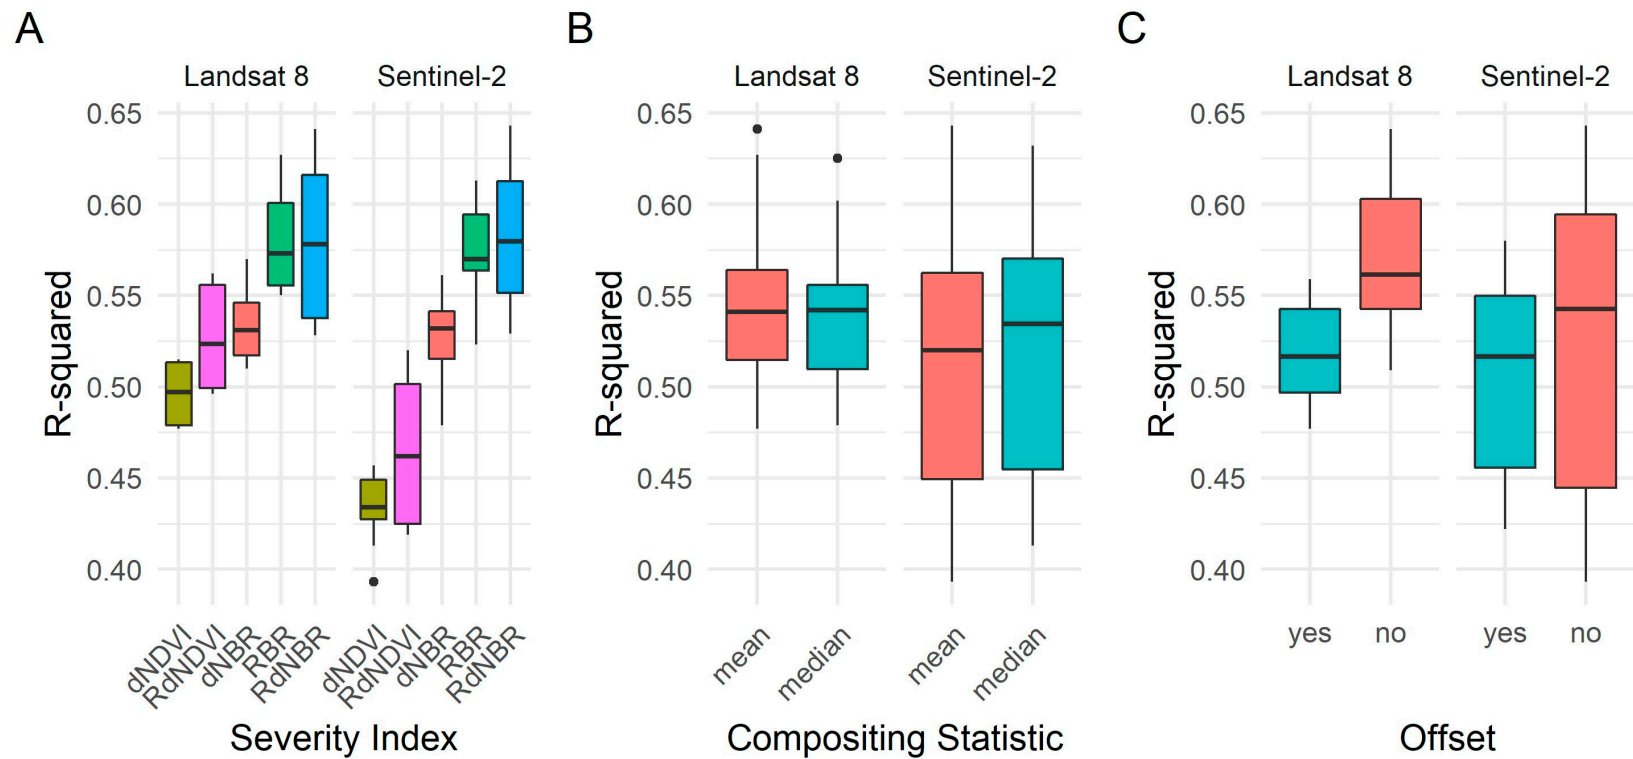 A
Landsat 8 Sentinel-2
R-squared
0.65
0.60
0.55
0.50
0.45
0.40
dNDVI RdNDVI dNBR RBR RdNBR dNDVI RdNDVI dNBR RBR RdNBR
Severity Index
B
Landsat 8 Sentinel-2
R-squared
0.65
0.60
0.55
0.50
0.45
0.40
mean median mean median
Compositing Statistic
C
Landsat 8 Sentinel-2
R-squared
0.65
0.60
0.55
0.50
0.45
0.40
yes no yes no
Offset